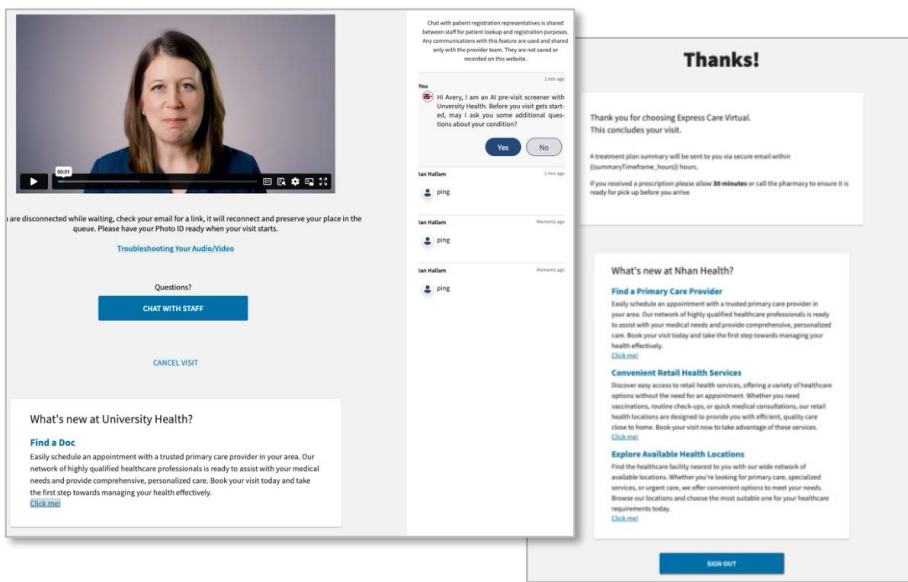 00:01
are disconnected while waiting, check your email for a link, it will reconnect and preserve your place in the
queue. Please have your Photo ID ready when your visit starts.
Troubleshooting Your Audio/Video
Questions?
CHAT WITH STAFF
CANCEL VISIT
What's new at University Health?
Find a Doc
Easily schedule an appointment with a trusted primary care provider in your area. Our
network of highly qualified healthcare professionals is ready to assist with your medical
needs and provide comprehensive, personalized care. Book your visit today and take
the first step towards managing your health effectively.
Click me!
Chat with patient registration representatives is shared
between staff for patient lookup and registration purposes.
Any communications with this feature are used and shared
only with the provider team. They are not saved or
recorded on this website.
1 min ago
You
Hi Avery, I am an AI pre-visit screener with
Unversity Health. Before you visit gets start-
ed, may I ask you some additional ques-
tions about your condition?
Yes
No
Ian Hallam
1 min ago
ping
Ian Hallam
Moments ago
ping
Ian Hallam
Moments ago
ping
Thanks!
Thank you for choosing Express Care Virtual.
This concludes your visit.
A treatment plan summary will be sent to you via secure email within
{{summaryTimeframe_hours}} hours.
If you received a prescription please allow 30 minutes or call the pharmacy to ensure it is
ready for pick up before you arrive
What's new at Nhan Health?
Find a Primary Care Provider
Easily schedule an appointment with a trusted primary care provider in
your area. Our network of highly qualified healthcare professionals is ready
to assist with your medical needs and provide comprehensive, personalized
care. Book your visit today and take the first step towards managing your
health effectively.
Click me!
Convenient Retail Health Services
Discover easy access to retail health services, offering a variety of healthcare
options without the need for an appointment. Whether you need
vaccinations, routine check-ups, or quick medical consultations, our retail
health locations are designed to provide you with efficient, quality care
close to home. Book your visit now to take advantage of these services.
Click me!
Explore Available Health Locations
Find the healthcare facility nearest to you with our wide network of
available locations. Whether you're looking for primary care, specialized
services, or urgent care, we offer convenient options to meet your needs.
Browse our locations and choose the most suitable one for your healthcare
requirements today.
Click me!
SIGN OUT